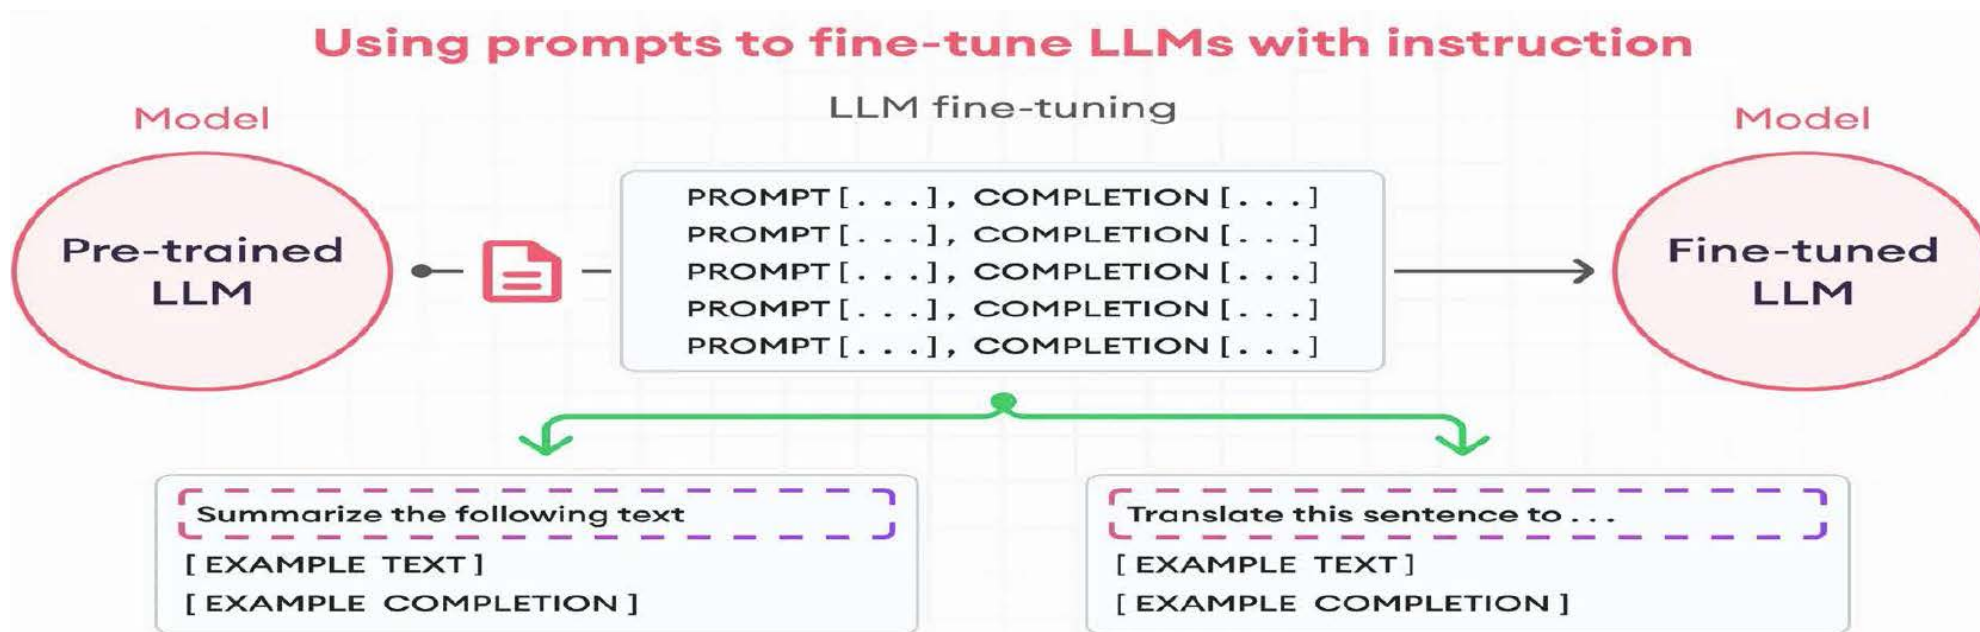 Using prompts to fine-tune LLMs with instruction
LLM fine-tuning
Model
Pre-trained
LLM
PROMPT[...], COMPLETION[...]
PROMPT[...], COMPLETION[...]
PROMPT[...], COMPLETION[...]
PROMPT[...], COMPLETION[...]
PROMPT[...], COMPLETION[...]
Model
Fine-tuned
LLM
Summarize the following text
[EXAMPLE TEXT]
[EXAMPLE COMPLETION]
Translate this sentence to...
[EXAMPLE TEXT]
[EXAMPLE COMPLETION]